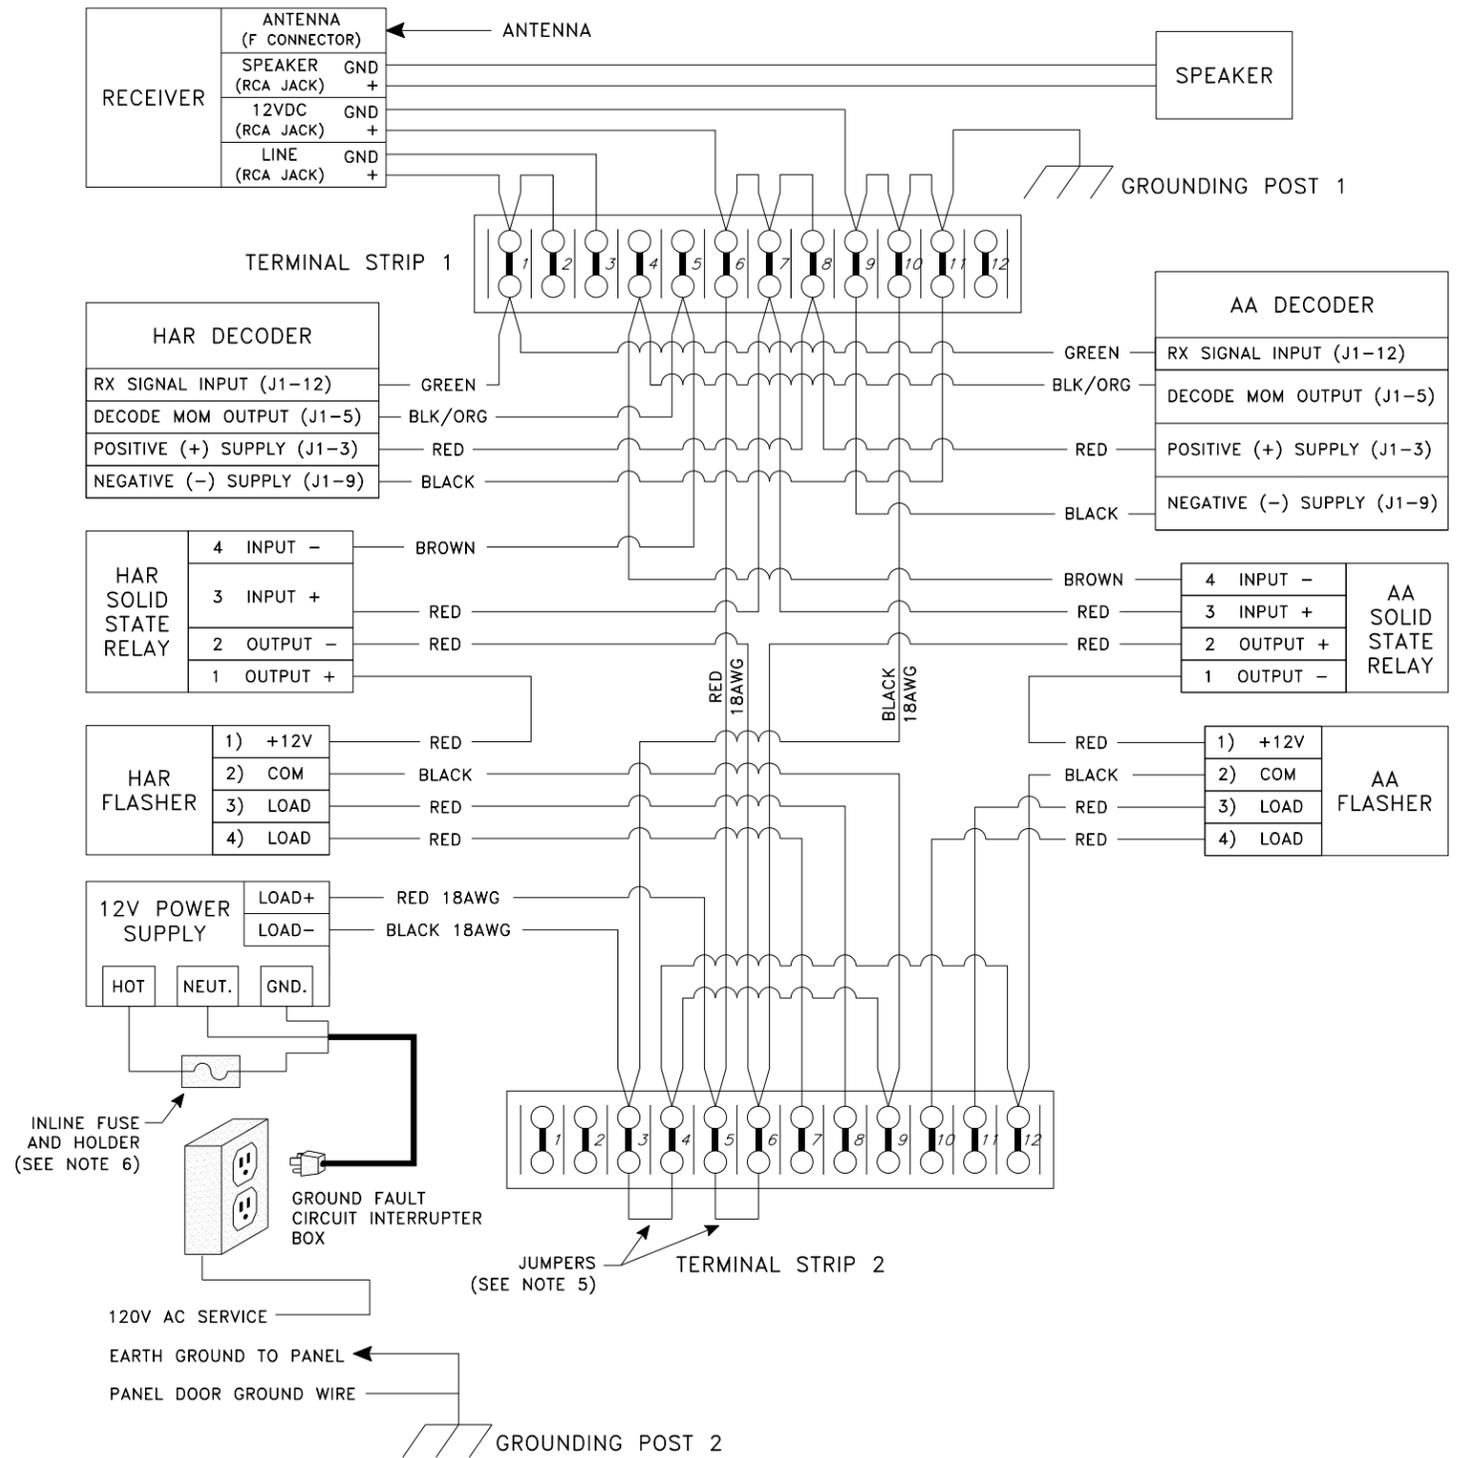 ANTENNA
(F CONNECTOR)
ANTENNA
SPEAKER GND
(RCA JACK) +
RECEIVER
12VDC GND
(RCA JACK) +
LINE GND
(RCA JACK) +
SPEAKER
GROUNDING POST 1
TERMINAL STRIP 1
1 2 3 4 5 6 7 8 9 10 11 12
HAR DECODER
RX SIGNAL INPUT (J1-12) GREEN
DECODE MOM OUTPUT (J1-5) BLK/ORG
POSITIVE (+) SUPPLY (J1-3) RED
NEGATIVE (-) SUPPLY (J1-9) BLACK
AA DECODER
GREEN RX SIGNAL INPUT (J1-12)
BLK/ORG DECODE MOM OUTPUT (J1-5)
RED POSITIVE (+) SUPPLY (J1-3)
BLACK NEGATIVE (-) SUPPLY (J1-9)
HAR
SOLID
STATE
RELAY
4 INPUT - BROWN
3 INPUT + RED
2 OUTPUT - RED
1 OUTPUT +
BROWN 4 INPUT -
RED 3 INPUT +
RED 2 OUTPUT +
1 OUTPUT -
AA
SOLID
STATE
RELAY
RED
18AWG
BLACK
18AWG
HAR
FLASHER
1) +12V RED
2) COM BLACK
3) LOAD RED
4) LOAD RED
RED 1) +12V
BLACK 2) COM
RED 3) LOAD
RED 4) LOAD
AA
FLASHER
12V POWER
SUPPLY
LOAD+ RED 18AWG
LOAD- BLACK 18AWG
HOT NEUT. GND.
INLINE FUSE
AND HOLDER
(SEE NOTE 6)
GROUND FAULT
CIRCUIT INTERRUPTER
BOX
1 2 3 4 5 6 7 8 9 10 11 12
JUMPERS
(SEE NOTE 5)
TERMINAL STRIP 2
120V AC SERVICE
EARTH GROUND TO PANEL
PANEL DOOR GROUND WIRE
GROUNDING POST 2